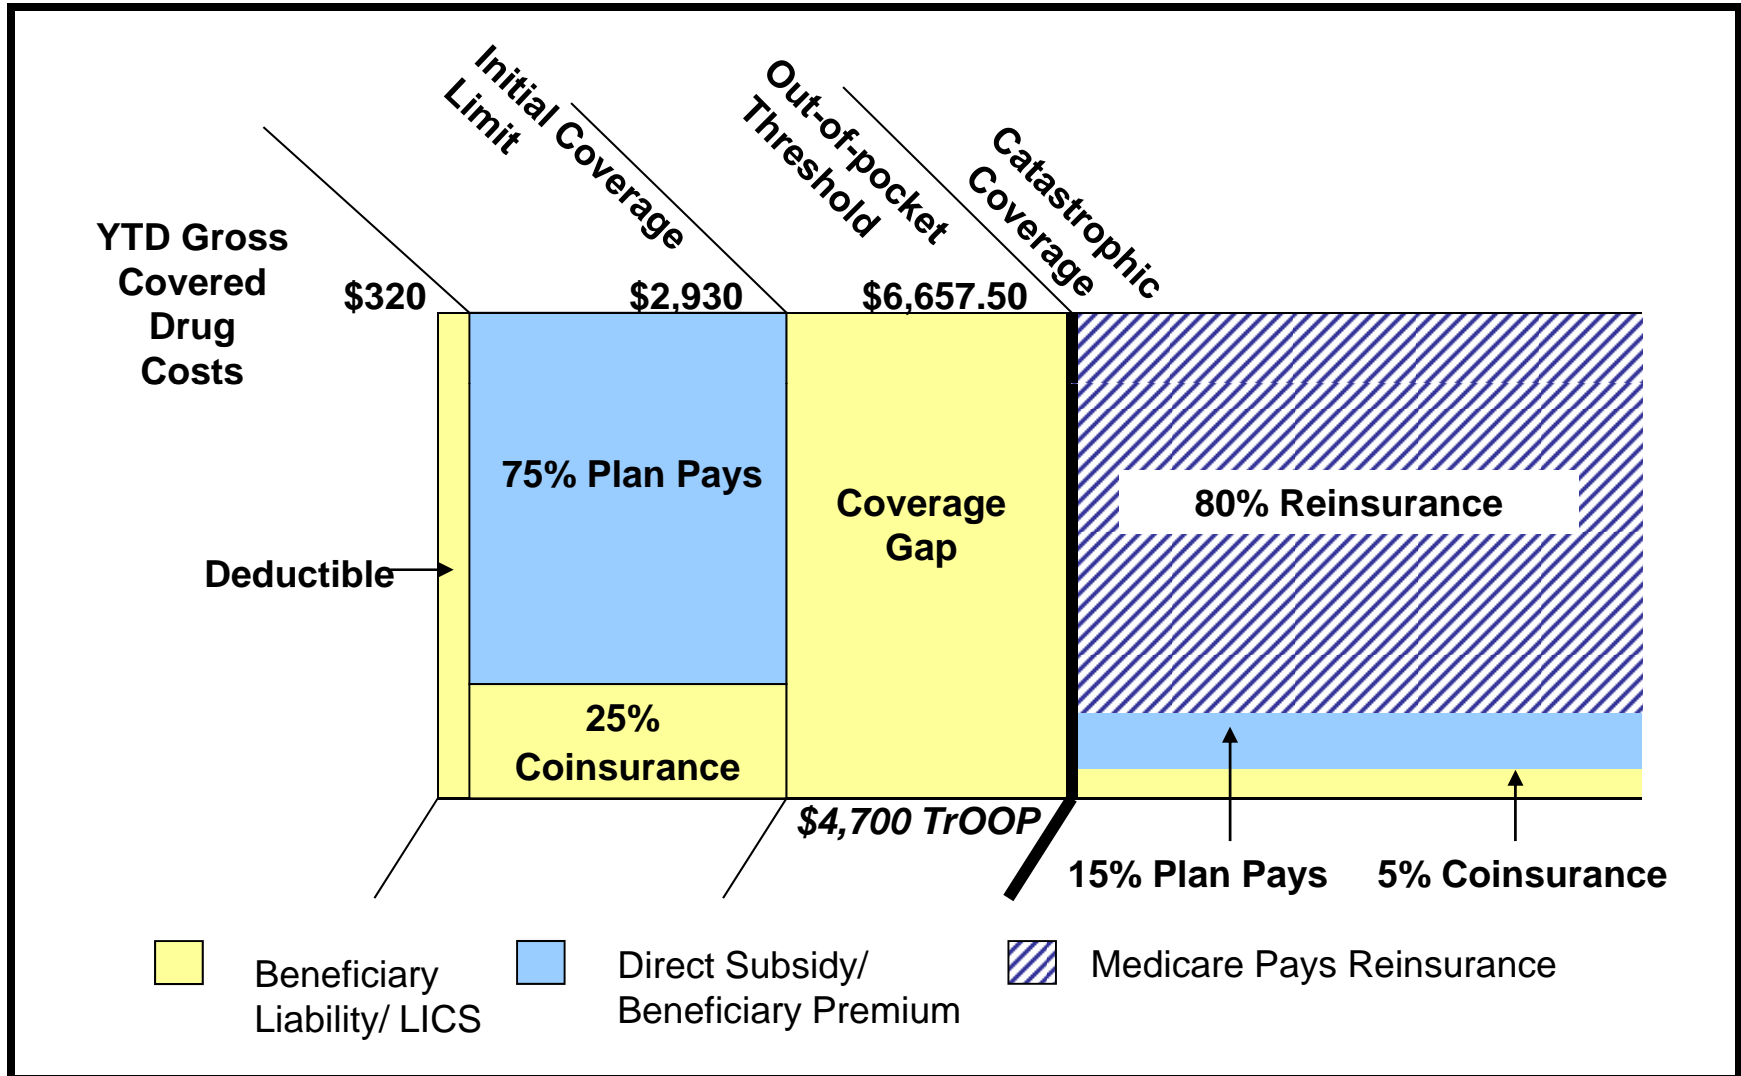 Initial Coverage
Limit
Out-of-pocket
Threshold
Catastrophic
Coverage
YTD Gross
Covered
Drug
Costs
$320
$2,930
$6,657.50
75% Plan Pays
Coverage
Gap
80% Reinsurance
Deductible
25%
Coinsurance
$4,700 TrOOP
15% Plan Pays
5% Coinsurance
Beneficiary
Liability/ LICS
Direct Subsidy/
Beneficiary Premium
Medicare Pays Reinsurance